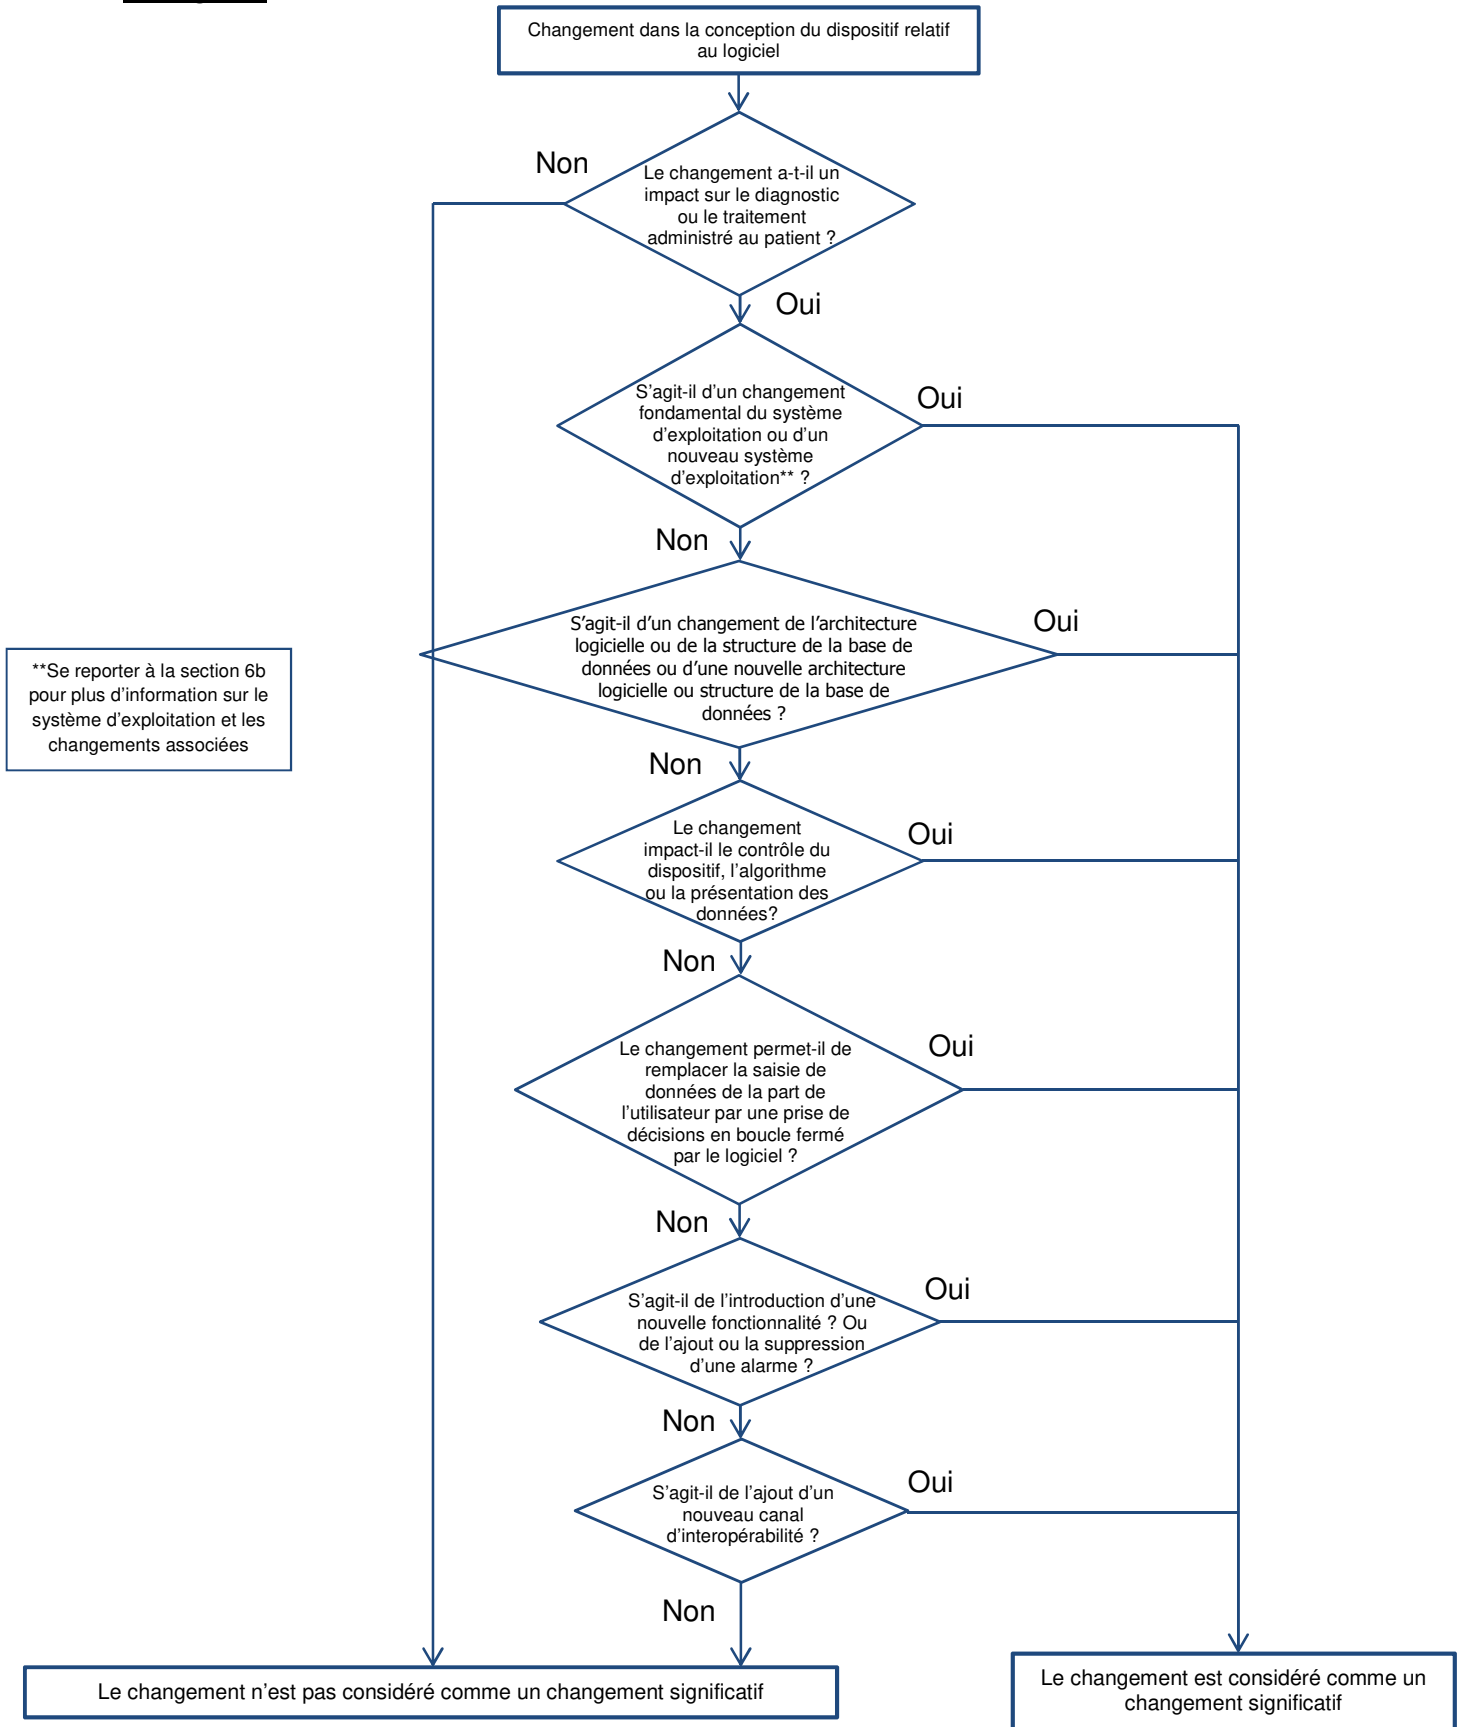 Changement dans la conception du dispositif relatif
au logiciel
Non
Le changement a-t-il un
impact sur le diagnostic
ou le traitement
administré au patient ?
Oui
S’agit-il d’un changement
fondamental du système
d’exploitation ou d’un
nouveau système
d’exploitation** ?
Oui
Non
S’agit-il d’un changement de l’architecture
logicielle ou de la structure de la base de
données ou d’une nouvelle architecture
logicielle ou structure de la base de
données ?
Oui
**Se reporter à la section 6b
pour plus d’information sur le
système d’exploitation et les
changements associées
Non
Le changement
impact-il le contrôle du
dispositif, l’algorithme
ou la présentation des
données?
Oui
Non
Le changement permet-il de
remplacer la saisie de
données de la part de
l’utilisateur par une prise de
décisions en boucle fermé
par le logiciel ?
Oui
Non
S’agit-il de l’introduction d’une
nouvelle fonctionnalité ? Ou
de l’ajout ou la suppression
d’une alarme ?
Oui
Non
S’agit-il de l’ajout d’un
nouveau canal
d’interopérabilité ?
Oui
Non
Le changement n’est pas considéré comme un changement significatif
Le changement est considéré comme un
changement significatif